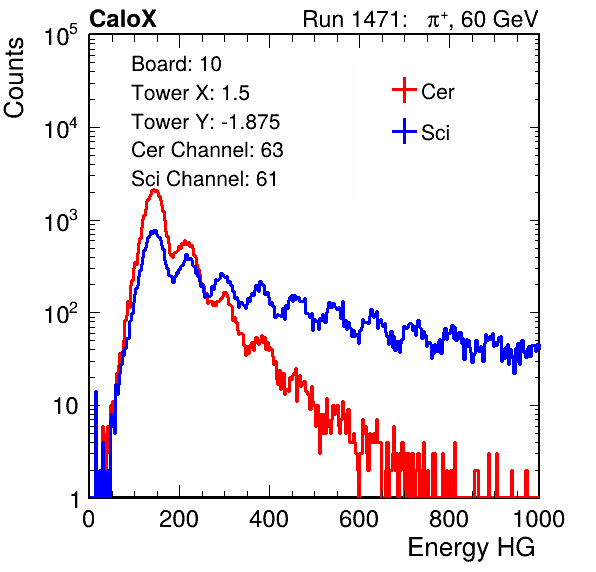 CaloX Run 1471: π⁺, 60 GeV
Counts
10⁵
10⁴
10³
10²
10
1
Board: 10
Tower X: 1.5
Tower Y: -1.875
Cer Channel: 63
Sci Channel: 61
Cer
Sci
0 200 400 600 800 1000
Energy HG